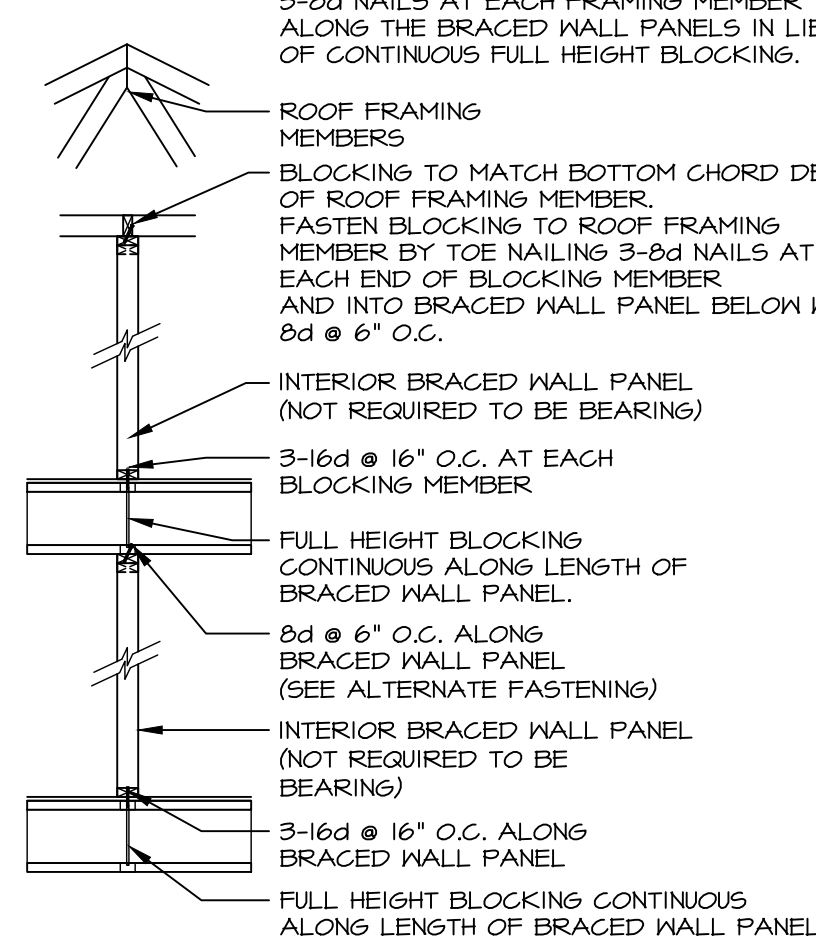 3-8d NAILS AT EACH FRAMING MEMBER
ALONG THE BRACED WALL PANELS IN
OF CONTINUOUS FULL HEIGHT BLOCKING.
ROOF FRAMING
MEMBERS
BLOCKING TO MATCH BOTTOM CHORD
OF ROOF FRAMING MEMBER.
FASTEN BLOCKING TO ROOF FRAMING
MEMBER BY TOE NAILING 3-8d NAILS AT
EACH END OF BLOCKING MEMBER
AND INTO BRACED WALL PANEL BELOW
8d @ 6" O.C.
INTERIOR BRACED WALL PANEL
(NOT REQUIRED TO BE BEARING)
3-16d @ 16" O.C. AT EACH
BLOCKING MEMBER
FULL HEIGHT BLOCKING
CONTINUOUS ALONG LENGTH OF
BRACED WALL PANEL.
8d @ 6" O.C. ALONG
BRACED WALL PANEL
(SEE ALTERNATE FASTENING)
INTERIOR BRACED WALL PANEL
(NOT REQUIRED TO BE
BEARING)
3-16d @ 16" O.C. ALONG
BRACED WALL PANEL
FULL HEIGHT BLOCKING CONTINUOUS
ALONG LENGTH OF BRACED WALL PANEL